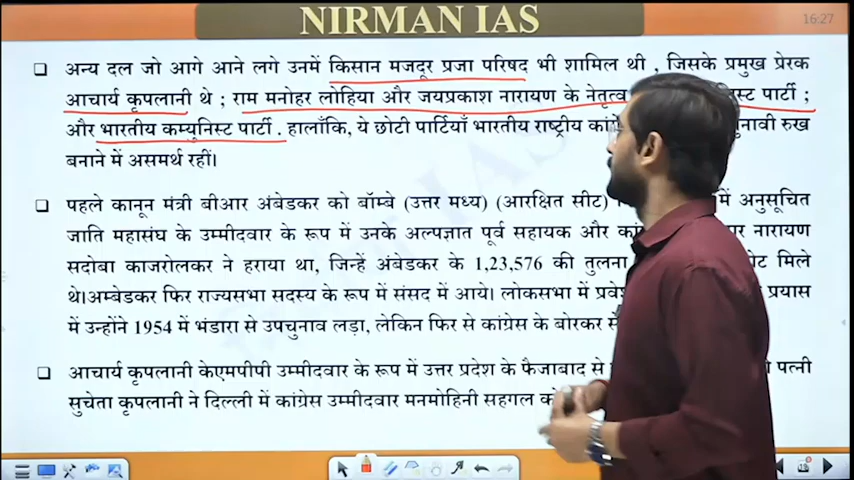 NIRMAN IAS
16:27
अन्य दल जो आगे आने लगे उनमें किसान मजदूर प्रजा परिषद भी शामिल थी , जिसके प्रमुख प्रेरक
आचार्य कृपलानी थे ; राम मनोहर लोहिया और जयप्रकाश नारायण के नेतृत्व पार्टी ;
और भारतीय कम्युनिस्ट पार्टी . हालाँकि, ये छोटी पार्टियाँ भारतीय राष्ट्रीय रुख
बनाने में असमर्थ रहीं।
पहले कानून मंत्री बीआर अंबेडकर को बॉम्बे (उत्तर मध्य) (आरक्षित सीट) में अनुसूचित
जाति महासंघ के उम्मीदवार के रूप में उनके अल्पज्ञात पूर्व सहायक और नारायण
सदोबा काजरोलकर ने हराया था, जिन्हें अंबेडकर के 1,23,576 की तुलना मिले
थे।अम्बेडकर फिर राज्यसभा सदस्य के रूप में संसद में आये। लोकसभा में प्रयास
में उन्होंने 1954 में भंडारा से उपचुनाव लड़ा, लेकिन फिर से कांग्रेस के बोरकर
आचार्य कृपलानी केएमपीपी उम्मीदवार के रूप में उत्तर प्रदेश के फैजाबाद से पत्नी
सुचेता कृपलानी ने दिल्ली में कांग्रेस उम्मीदवार मनमोहिनी सहगल